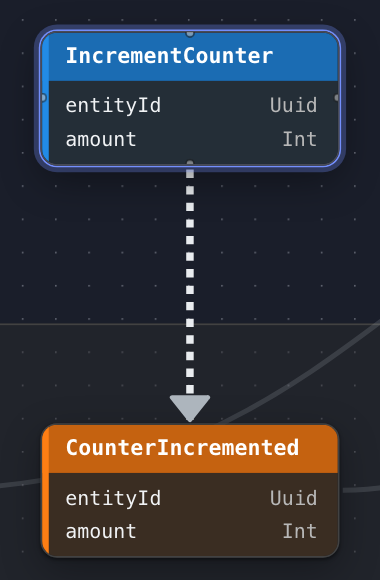 IncrementCounter
entityId Uuid
amount Int
CounterIncremented
entityId Uuid
amount Int